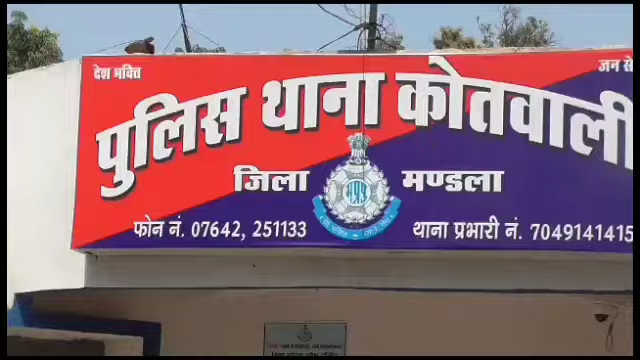 देश भक्ति जन से
पुलिस थाना कोतवाली
जिला मण्डला
फोन नं. 07642, 251133 थाना प्रभारी नं. 7049141415